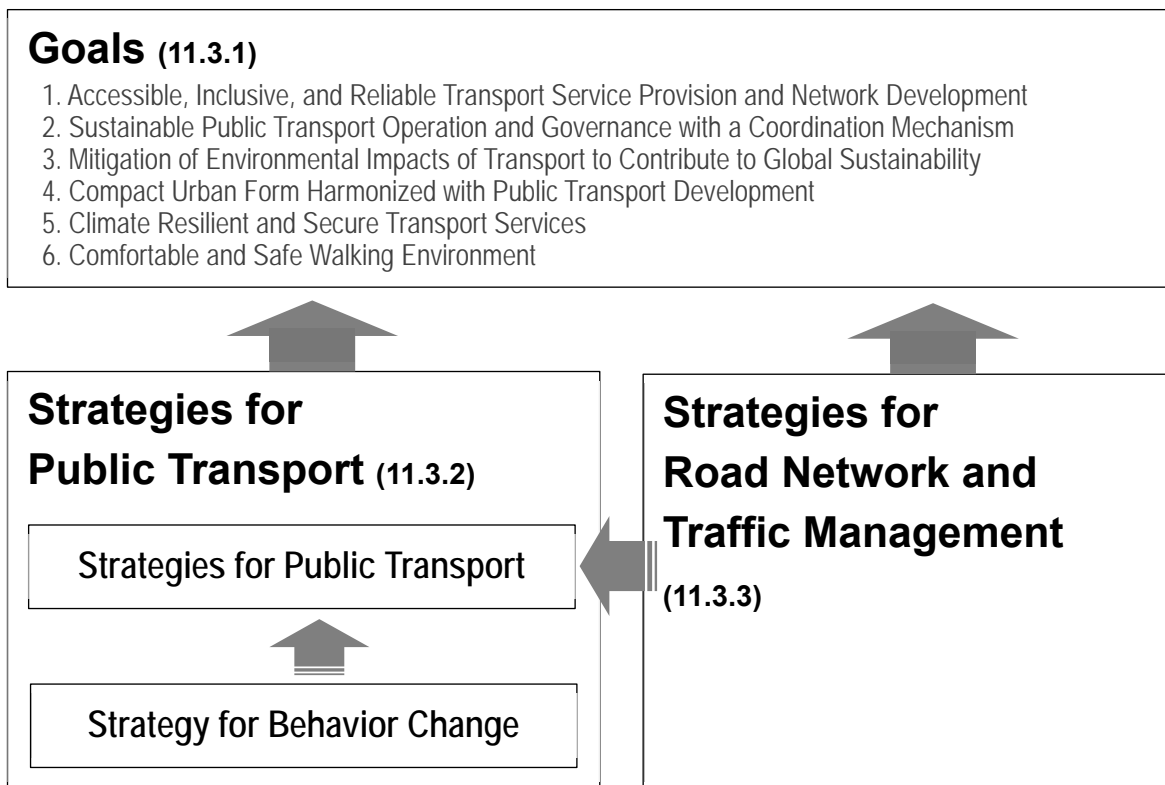 Goals (11.3.1)
1. Accessible, Inclusive, and Reliable Transport Service Provision and Network Development
2. Sustainable Public Transport Operation and Governance with a Coordination Mechanism
3. Mitigation of Environmental Impacts of Transport to Contribute to Global Sustainability
4. Compact Urban Form Harmonized with Public Transport Development
5. Climate Resilient and Secure Transport Services
6. Comfortable and Safe Walking Environment
Strategies for
Public Transport (11.3.2)
Strategies for Public Transport
Strategy for Behavior Change
Strategies for
Road Network and
Traffic Management
(11.3.3)